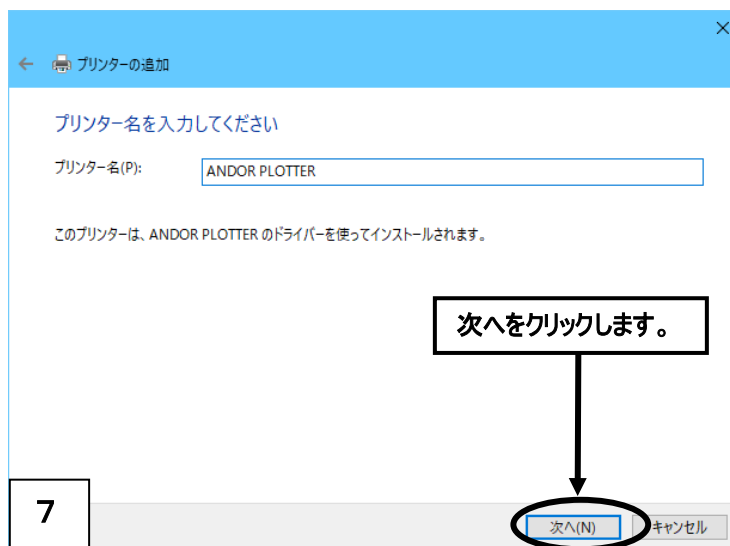 プリンターの追加
プリンター名を入力してください
プリンター名(P):
ANDOR PLOTTER
このプリンターは、ANDOR PLOTTER のドライバーを使ってインストールされます。
次へをクリックします。
7
次へ(N)
キャンセル